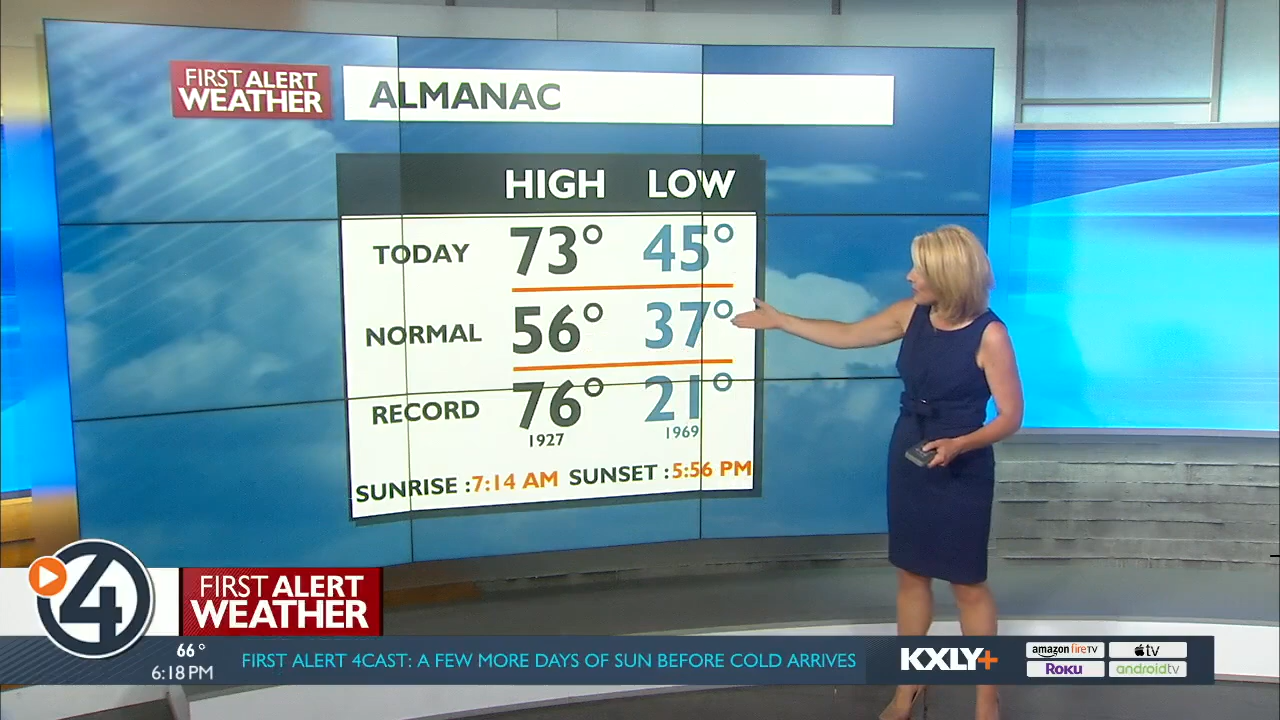 FIRST ALERT
WEATHER
ALMANAC
HIGH LOW
TODAY 73° 45°
NORMAL 56° 37°
RECORD 76° 21°
1927 1969
SUNRISE :7:14 AM SUNSET :5:56 PM
4
FIRST ALERT
WEATHER
66°
6:18 PM
FIRST ALERT 4CAST: A FEW MORE DAYS OF SUN BEFORE COLD ARRIVES
KXLY+
amazon fireTV
tv
ROKU
androidtv